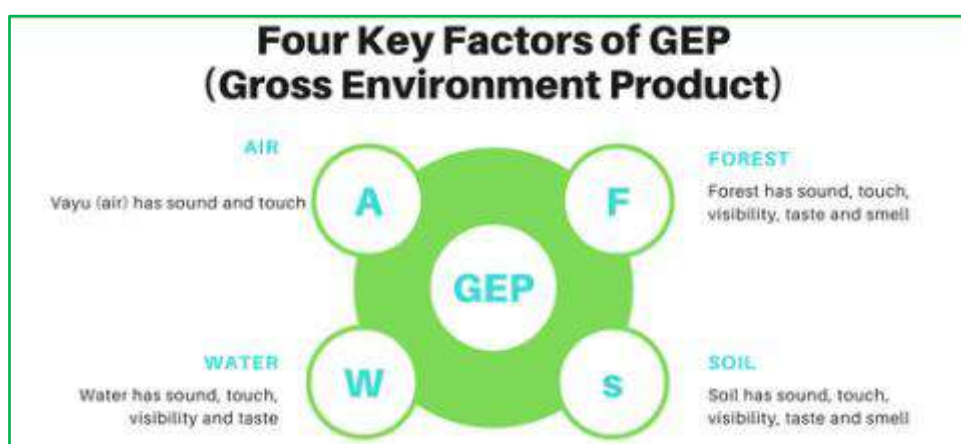 Four Key Factors of GEP
(Gross Environment Product)
AIR
Vayu (air) has sound and touch
A
F
FOREST
Forest has sound, touch,
visibility, taste and smell
GEP
WATER
Water has sound, touch,
visibility and taste
W
s
SOIL
Soil has sound, touch,
visibility, taste and smell